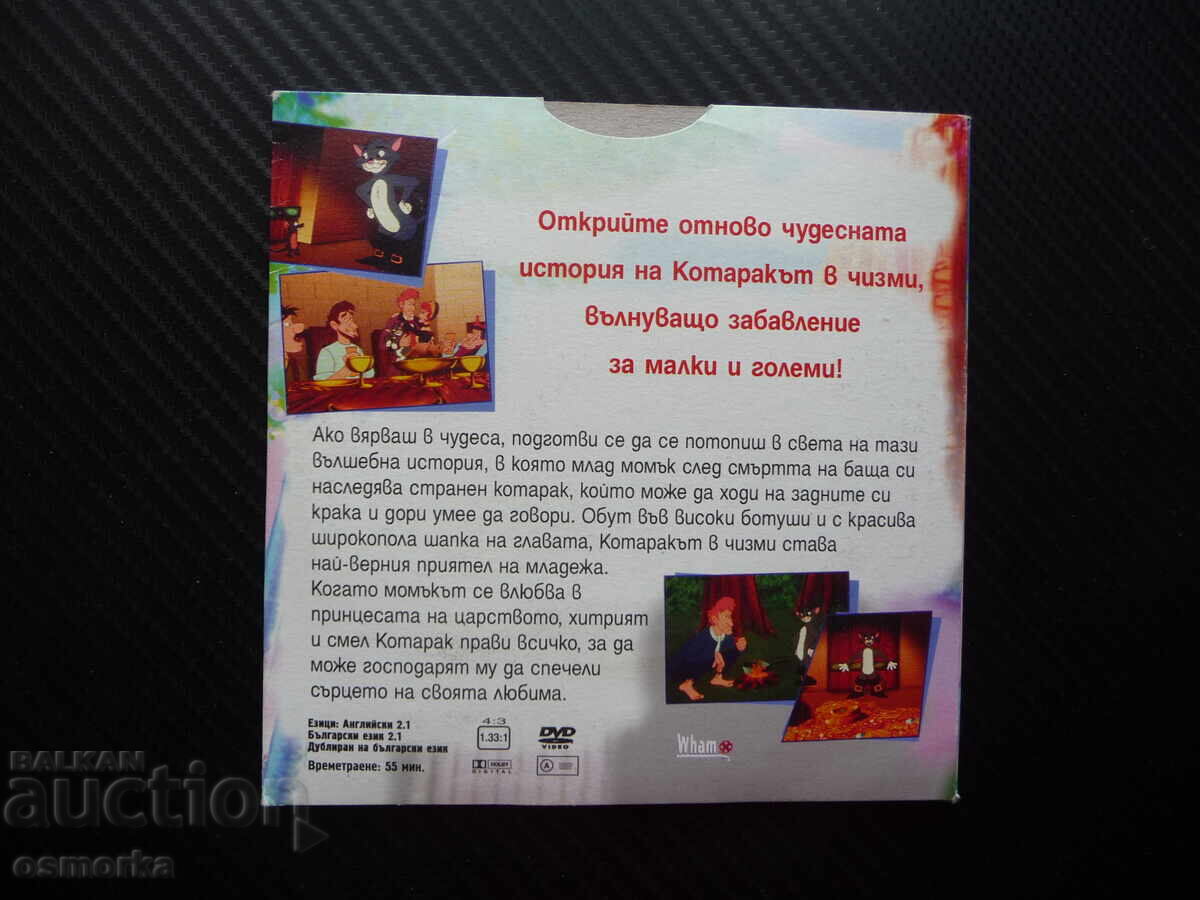 Открийте отново чудесната
история на Котаракът в чизми,
вълнуващо забавление
за малки и големи!
Ако вярваш в чудеса, подготви се да се потопиш в света на тази
вълшебна история, в която млад момък след смъртта на баща си
наследява странен котарак, който може да ходи на задните си
крака и дори умее да говори. Обут във високи ботуши и с красива
широкопола шапка на главата, Котаракът в чизми става
най-верния приятел на младежа.
Когато момъкът се влюбва в
принцесата на царството, хитрият
и смел Котарак прави всичко, за да
може господарят му да спечели
сърцето на своята любима.
Езици: Английски 2.1
Български език 2.1
Дублиран на български език
Времетраене: 55 мин.
4:3
1.33:1
DOLBY
DIGITAL
DVD
VIDEO
A
Wham
BALKAN
auction
osmorka